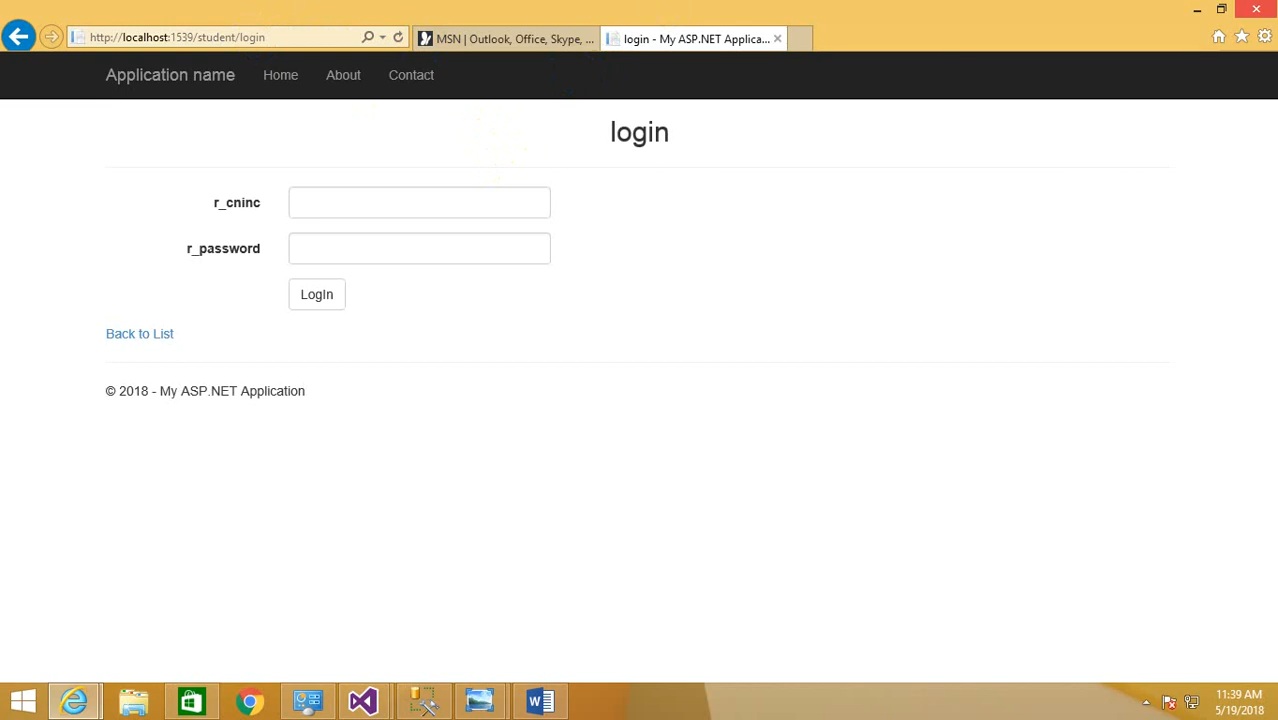 http://localhost:1539/student/login
MSN | Outlook, Office, Skype, ...
login - My ASP.NET Applica...
Application name
Home
About
Contact
login
r_cninc
r_password
LogIn
Back to List
© 2018 - My ASP.NET Application
11:39 AM
5/19/2018